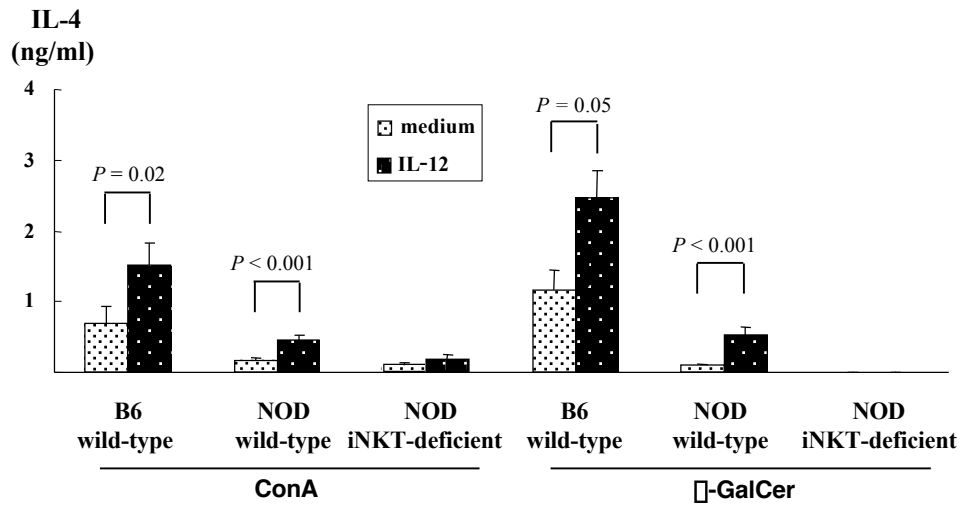 IL-4
(ng/ml)
4
3
2
1
medium
IL-12
P = 0.02
P < 0.001
P = 0.05
P < 0.001
B6
wild-type
NOD
wild-type
NOD
iNKT-deficient
B6
wild-type
NOD
wild-type
NOD
iNKT-deficient
ConA
▯-GalCer